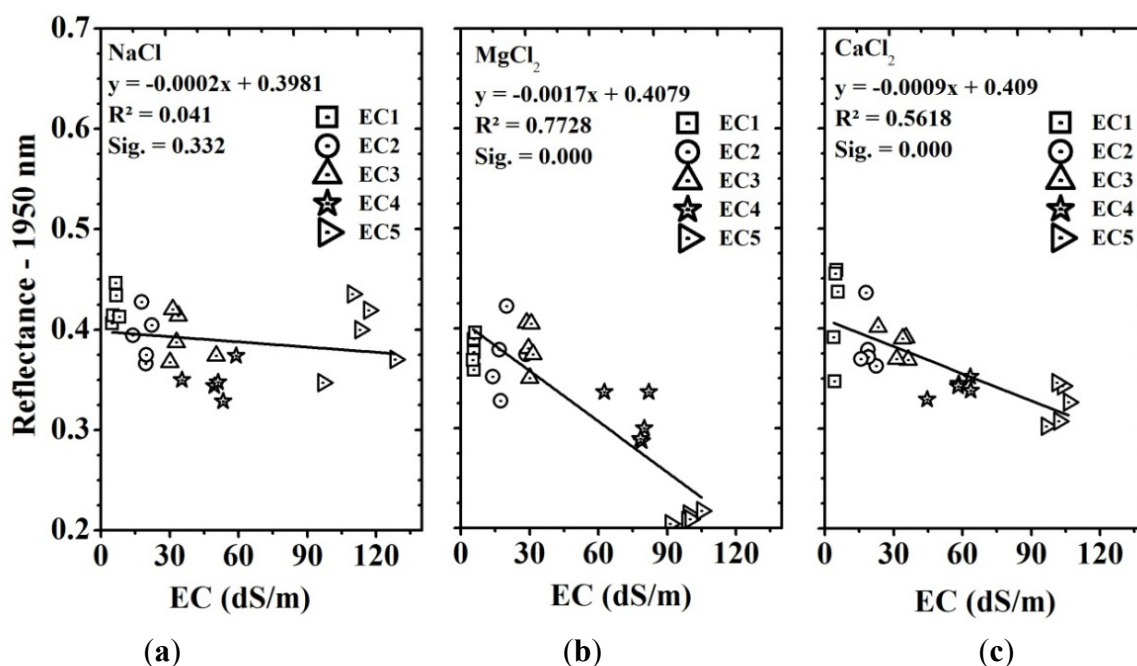 Reflectance - 1950 nm
0.7
0.6
0.5
0.4
0.3
0.2
NaCl
y = -0.0002x + 0.3981
R² = 0.041
Sig. = 0.332
EC1
EC2
EC3
EC4
EC5
0 30 60 90 120
EC (dS/m)
(a)
MgCl₂
y = -0.0017x + 0.4079
R² = 0.7728
Sig. = 0.000
EC1
EC2
EC3
EC4
EC5
0 30 60 90 120
EC (dS/m)
(b)
CaCl₂
y = -0.0009x + 0.409
R² = 0.5618
Sig. = 0.000
EC1
EC2
EC3
EC4
EC5
0 30 60 90 120
EC (dS/m)
(c)